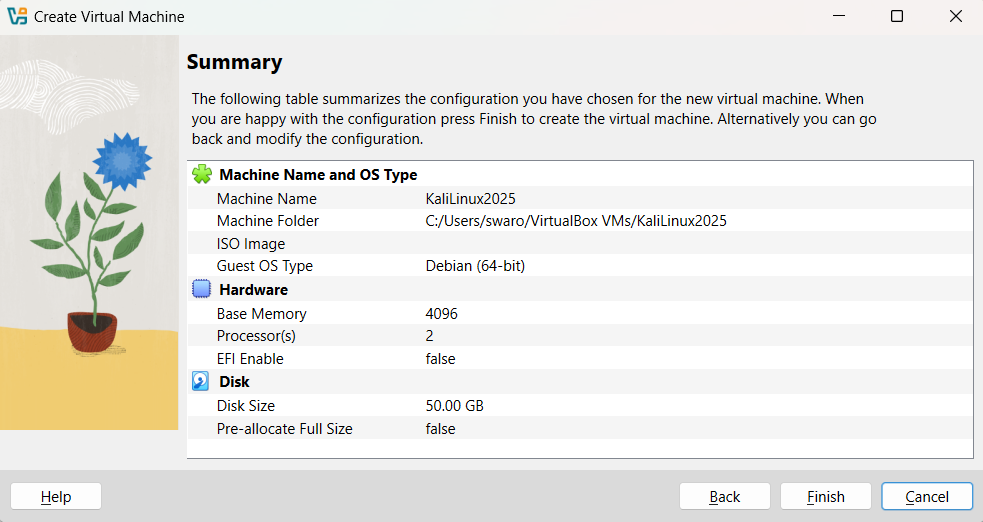 Create Virtual Machine
Summary
The following table summarizes the configuration you have chosen for the new virtual machine. When
you are happy with the configuration press Finish to create the virtual machine. Alternatively you can go
back and modify the configuration.
Machine Name and OS Type
Machine Name KaliLinux2025
Machine Folder C:/Users/swaro/VirtualBox VMs/KaliLinux2025
ISO Image
Guest OS Type Debian (64-bit)
Hardware
Base Memory 4096
Processor(s) 2
EFI Enable false
Disk
Disk Size 50.00 GB
Pre-allocate Full Size false
Help Back Finish Cancel